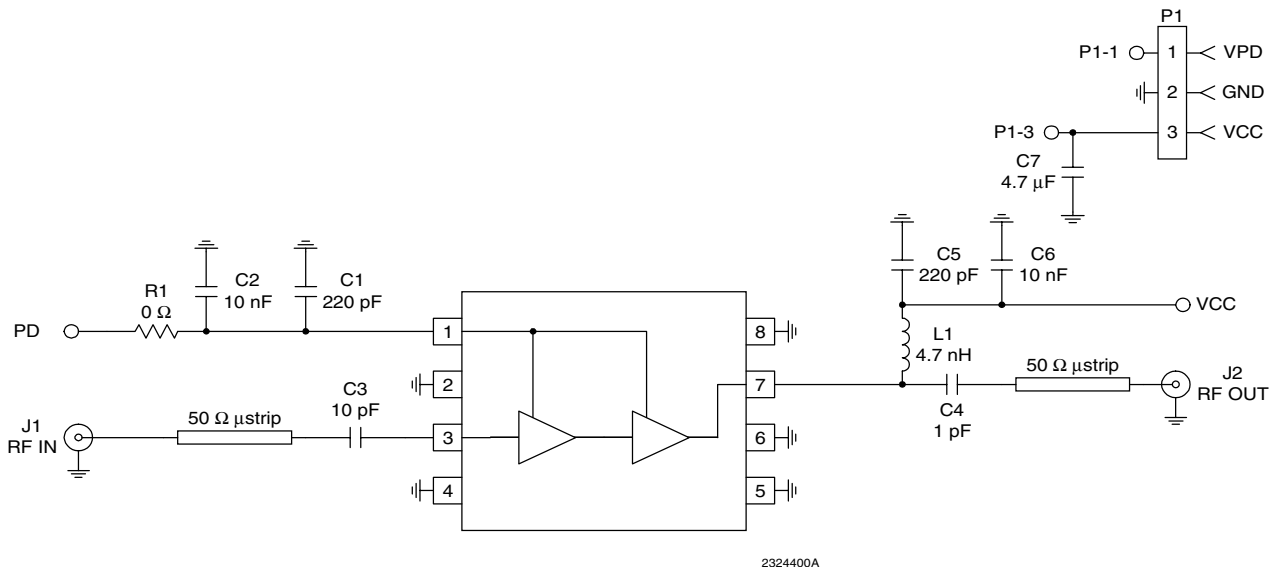 P1
P1-1
1
VPD
2
GND
P1-3
3
VCC
C7
4.7 μF
C5
220 pF
C6
10 nF
C2
10 nF
C1
220 pF
R1
0 Ω
PD
1
8
VCC
L1
4.7 nH
2
7
50 Ω μstrip
J2
RF OUT
C4
1 pF
C3
10 pF
50 Ω μstrip
J1
RF IN
3
6
4
5
2324400A